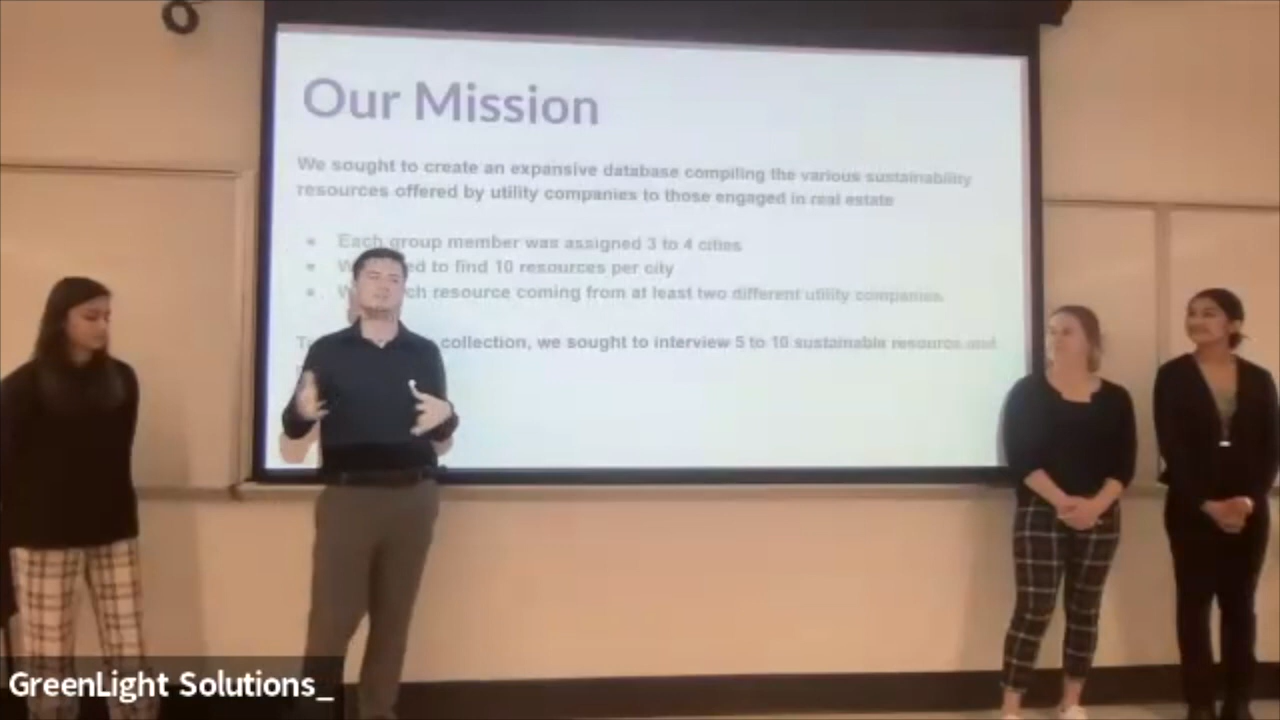 Our Mission
We sought to create an expansive database compiling the various sustainability
resources offered by utility companies to those engaged in real estate
Each group member was assigned 3 to 4 cities
to find 10 resources per city
resource coming from at least two different utility companies.
collection, we sought to interview 5 to 10 sustainable resource and
GreenLight Solutions_